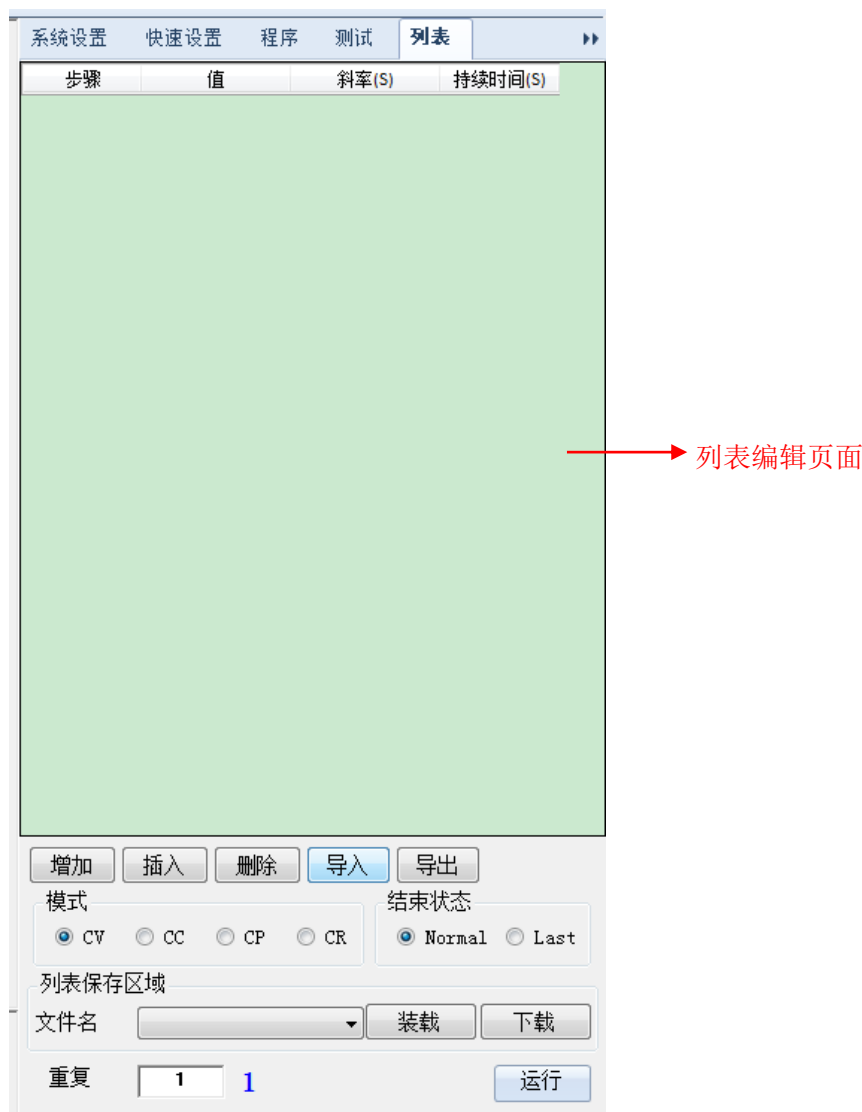 系统设置 快速设置 程序 测试 列表
步骤 值 斜率(S) 持续时间(S)
列表编辑页面
增加 插入 删除 导入 导出
模式 结束状态
CV CC CP CR Normal Last
列表保存区域
文件名 装载 下载
重复 1 1 运行